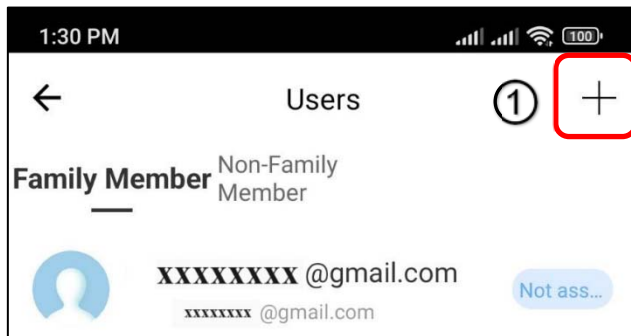 1:30 PM 100
Users ① +
Family Member Non-Family
Member
xxxxxxxx @gmail.com
Not ass...
xxxxxxxx @gmail.com